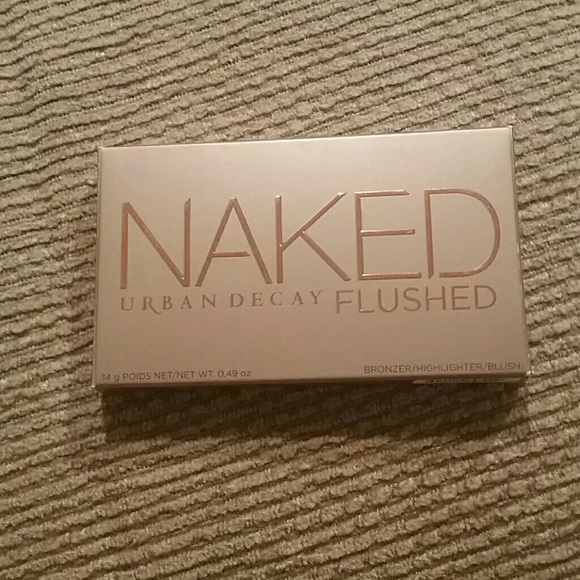 NAKED
URBAN DECAY FLUSHED
14 g POIDS NET/NET WT. 0.49 oz
BRONZER/HIGHLIGHTER/BLUSH